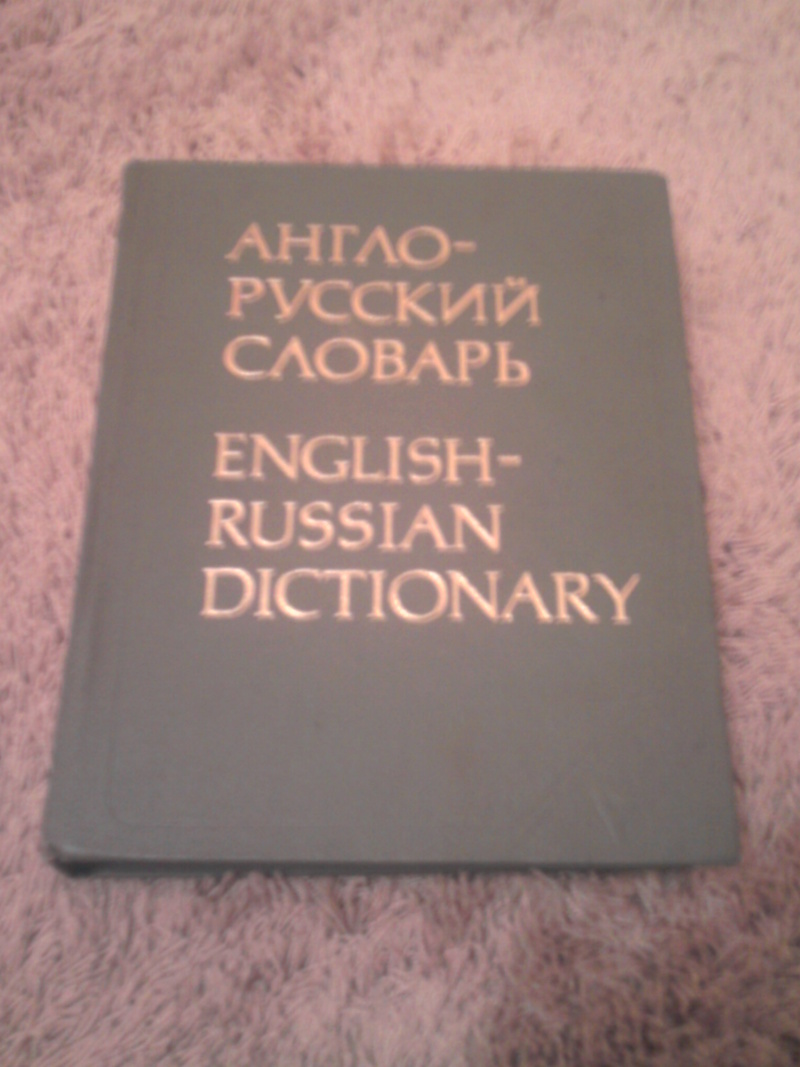 АНГЛО-
РУССКИЙ
СЛОВАРЬ
ENGLISH-
RUSSIAN
DICTIONARY